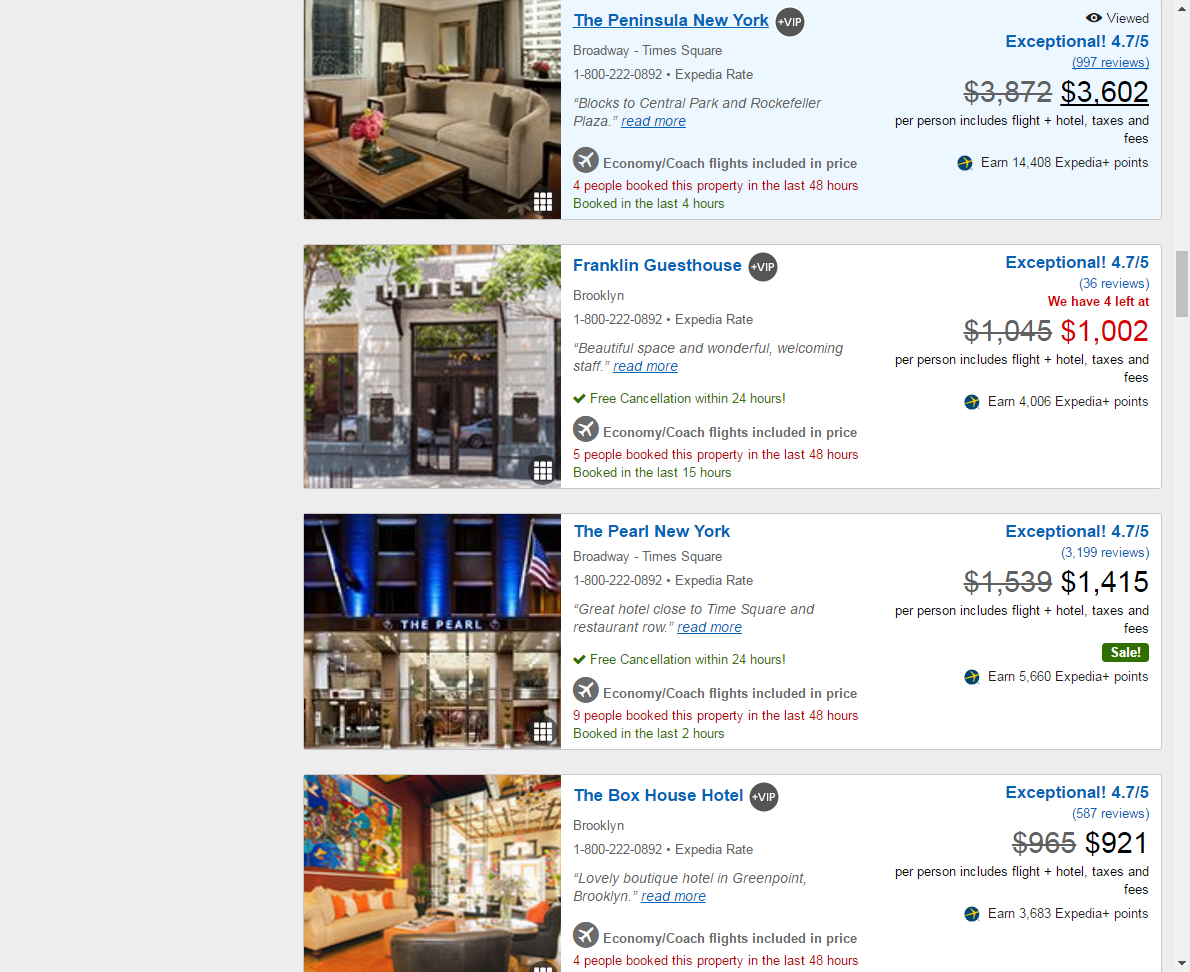 The Peninsula New York +VIP
Viewed
Broadway - Times Square
Exceptional! 4.7/5
(997 reviews)
1-800-222-0892 • Expedia Rate
$3,872 $3,602
“Blocks to Central Park and Rockefeller
Plaza.” read more
per person includes flight + hotel, taxes and
fees
Economy/Coach flights included in price
Earn 14,408 Expedia+ points
4 people booked this property in the last 48 hours
Booked in the last 4 hours
HOTEL
Franklin Guesthouse +VIP
Exceptional! 4.7/5
(36 reviews)
Brooklyn
We have 4 left at
1-800-222-0892 • Expedia Rate
$1,045 $1,002
“Beautiful space and wonderful, welcoming
staff.” read more
per person includes flight + hotel, taxes and
fees
Free Cancellation within 24 hours!
Earn 4,006 Expedia+ points
Economy/Coach flights included in price
5 people booked this property in the last 48 hours
Booked in the last 15 hours
THE PEARL
The Pearl New York
Exceptional! 4.7/5
Broadway - Times Square
(3,199 reviews)
1-800-222-0892 • Expedia Rate
$1,539 $1,415
“Great hotel close to Time Square and
restaurant row.” read more
per person includes flight + hotel, taxes and
fees
Free Cancellation within 24 hours!
Sale!
Economy/Coach flights included in price
Earn 5,660 Expedia+ points
9 people booked this property in the last 48 hours
Booked in the last 2 hours
The Box House Hotel +VIP
Exceptional! 4.7/5
(587 reviews)
Brooklyn
1-800-222-0892 • Expedia Rate
$965 $921
“Lovely boutique hotel in Greenpoint,
Brooklyn.” read more
per person includes flight + hotel, taxes and
fees
Earn 3,683 Expedia+ points
Economy/Coach flights included in price
4 people booked this property in the last 48 hours